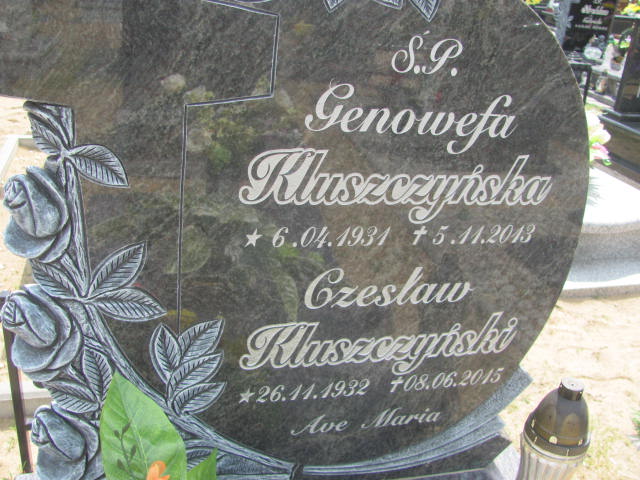 Ś.P.
Genowefa
Kluszczyńska
★ 6.04.1931 ✝ 5.11.2013
Czesław
Kluszczyński
★ 26.11.1932 ✝ 08.06.2015
Ave Maria